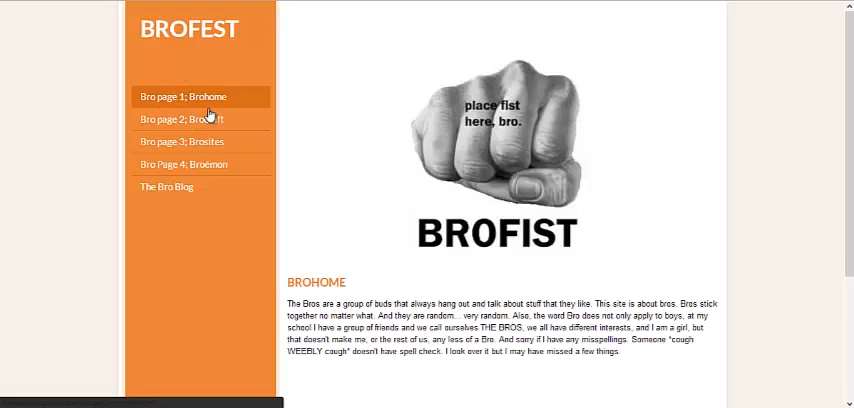 BROFEST
Bro page 1; Brohome
Bro page 2;
Bro page 3; Brosites
Bro Page 4; Broémon
The Bro Blog
place fist
here, bro.
BROFIST
BROHOME
The Bros are a group of buds that always hang out and talk about stuff that they like. This site is about bros. Bros stick
together no matter what. And they are random... very random. Also, the word Bro does not only apply to boys, at my
school I have a group of friends and we call ourselves THE BROS, we all have different interests, and I am a girl, but
that doesn't make me, or the rest of us, any less of a Bro. And sorry if I have any misspellings. Someone *cough
WEEBLY cough* doesn't have spell check. I look over it but I may have missed a few things.